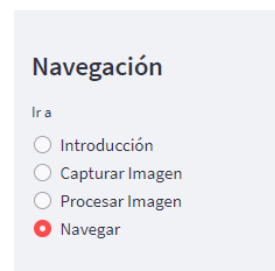 Navegación
Ir a
Introducción
Capturar Imagen
Procesar Imagen
Navegar